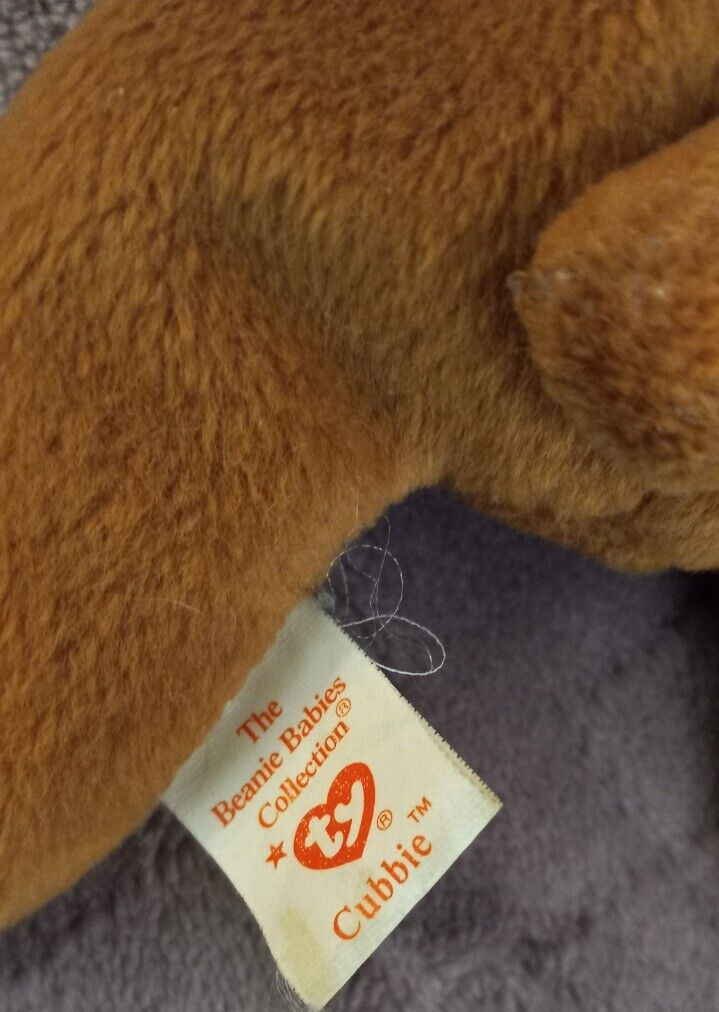 The
Beanie Babies
Collection®
ty®
Cubbie™